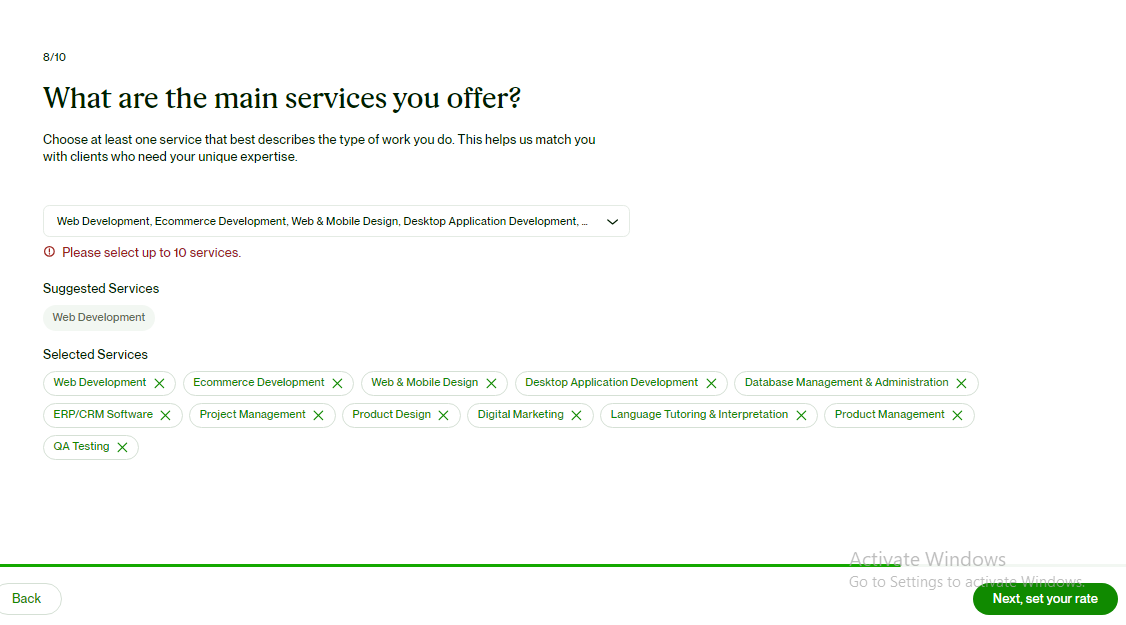 8/10
What are the main services you offer?
Choose at least one service that best describes the type of work you do. This helps us match you
with clients who need your unique expertise.
Web Development, Ecommerce Development, Web & Mobile Design, Desktop Application Development, ...
Please select up to 10 services.
Suggested Services
Web Development
Selected Services
Web Development Ecommerce Development Web & Mobile Design Desktop Application Development Database Management & Administration
ERP/CRM Software Project Management Product Design Digital Marketing Language Tutoring & Interpretation Product Management
QA Testing
Activate Windows
Go to Settings to activate Windows.
Back Next, set your rate